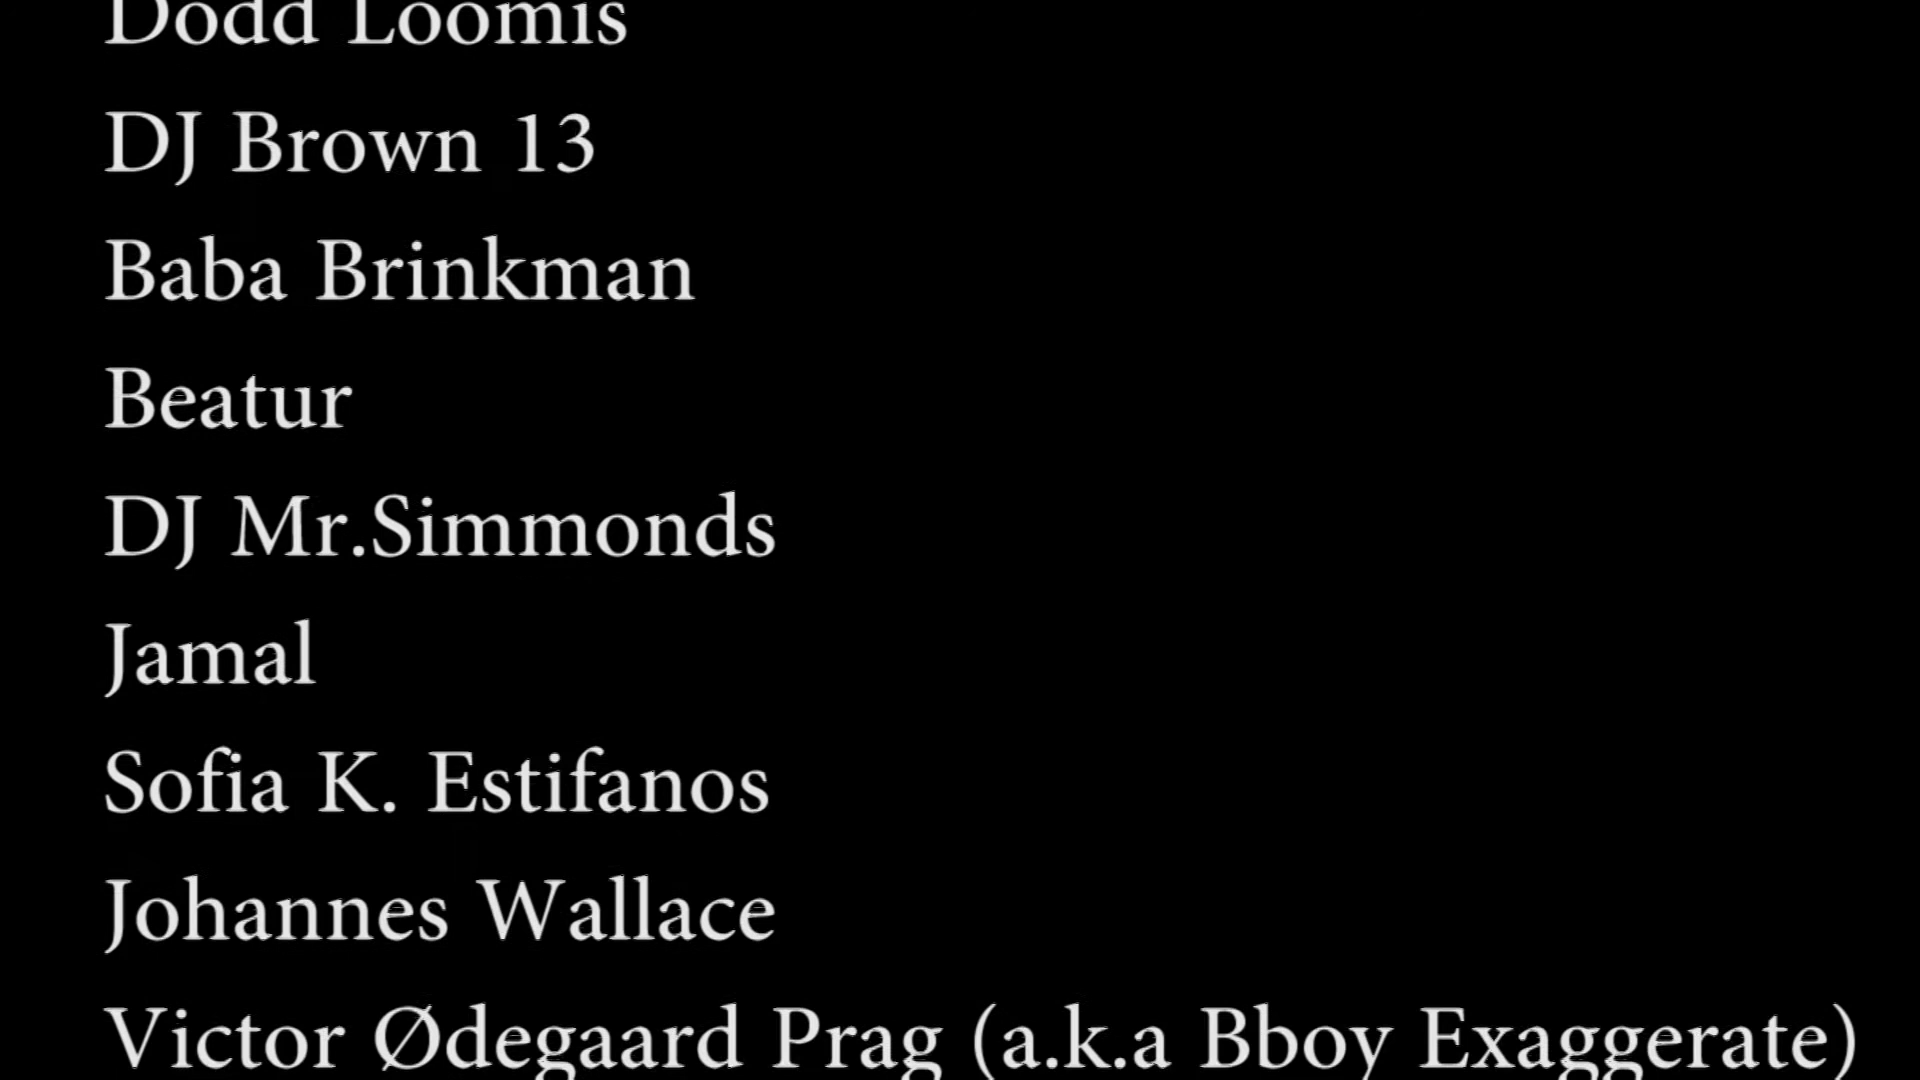 Dodd Loomis
DJ Brown 13
Baba Brinkman
Beatur
DJ Mr.Simmonds
Jamal
Sofia K. Estifanos
Johannes Wallace
Victor Ødegaard Prag (a.k.a Bboy Exaggerate)